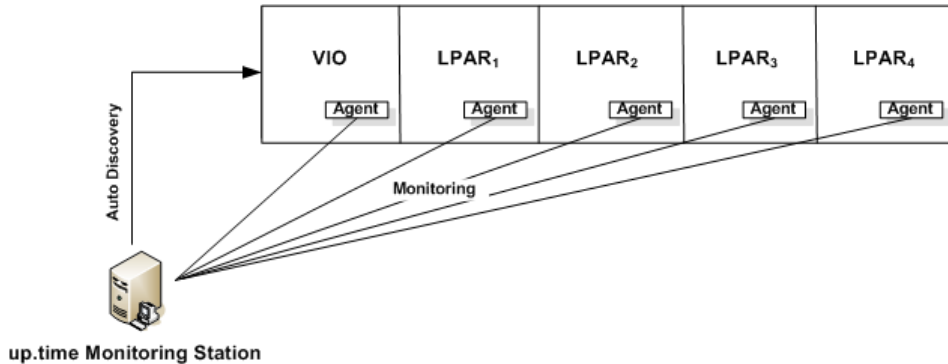 VIO
LPAR₁
LPAR₂
LPAR₃
LPAR₄
Agent
Agent
Agent
Agent
Agent
Auto Discovery
Monitoring
up.time Monitoring Station